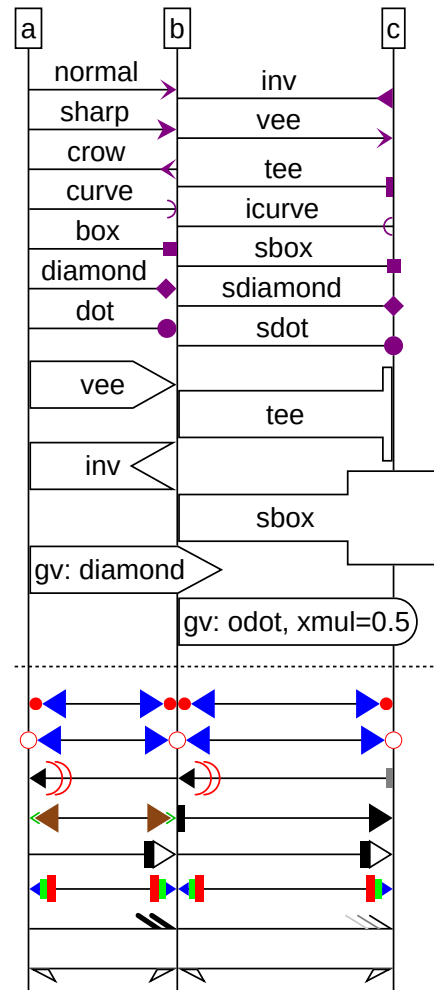 a b c
normal
inv
sharp
vee
crow
tee
curve
icurve
box
sbox
diamond
sdiamond
dot
sdot
vee
tee
inv
sbox
gv: diamond
gv: odot, xmul=0.5